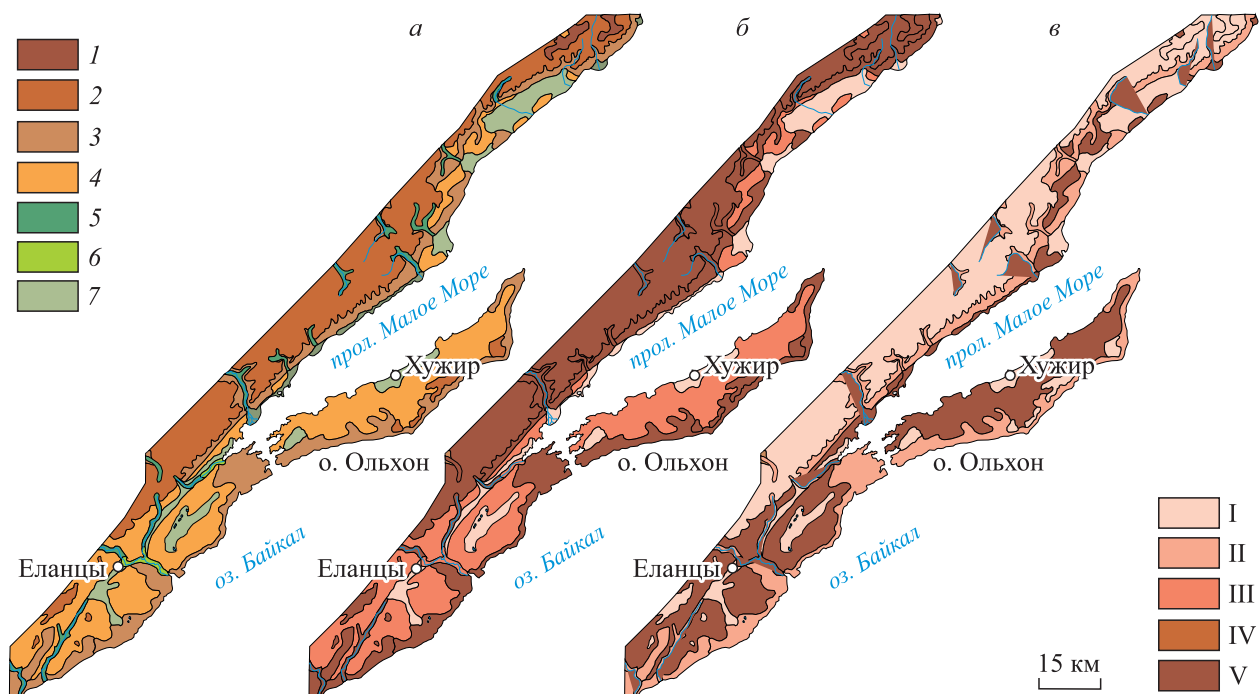 а
б
в
1
2
3
4
5
6
7
прол. Малое Море
прол. Малое Море
прол. Малое Море
Хужир
Хужир
Хужир
о. Ольхон
о. Ольхон
о. Ольхон
Еланцы
Еланцы
Еланцы
оз. Байкал
оз. Байкал
оз. Байкал
I
II
III
IV
V
15 км